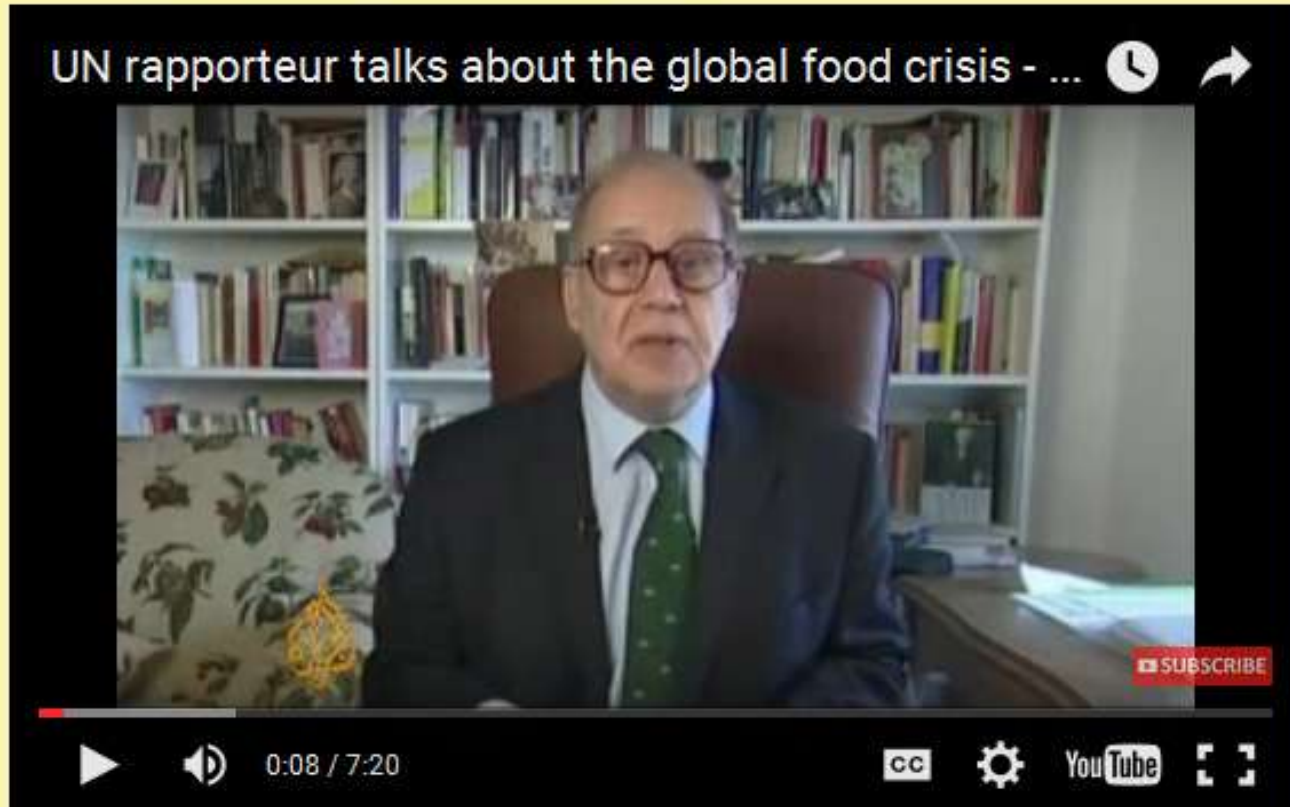 UN rapporteur talks about the global food crisis - ...
SUBSCRIBE
0:08 / 7:20
CC
YouTube